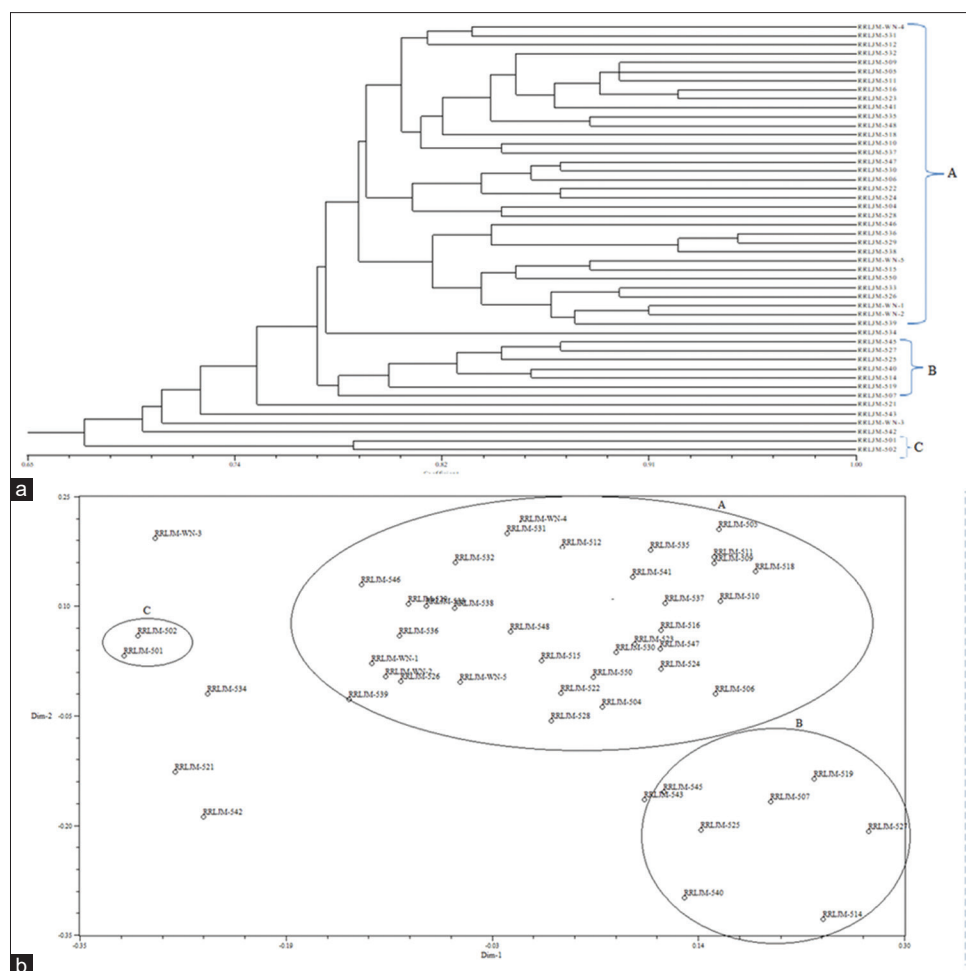 RRLJM-WN-4
RRLJM-531
RRLJM-512
RRLJM-532
RRLJM-509
RRLJM-505
RRLJM-511
RRLJM-516
RRLJM-523
RRLJM-541
RRLJM-535
RRLJM-548
RRLJM-518
RRLJM-510
RRLJM-537
RRLJM-547
RRLJM-530
RRLJM-506
RRLJM-522
RRLJM-524
RRLJM-504
RRLJM-528
RRLJM-546
RRLJM-536
RRLJM-529
RRLJM-538
RRLJM-WN-5
RRLJM-515
RRLJM-550
RRLJM-533
RRLJM-526
RRLJM-WN-1
RRLJM-WN-2
RRLJM-539
RRLJM-534
RRLJM-545
RRLJM-527
RRLJM-525
RRLJM-540
RRLJM-514
RRLJM-519
RRLJM-507
RRLJM-521
RRLJM-543
RRLJM-WN-3
RRLJM-542
RRLJM-501
RRLJM-502
A
B
C
0.65 0.74 0.82 0.91 1.00
Coefficient
a
0.25
A
RRLJM-WN-4
RRLJM-505
RRLJM-531
RRLJM-WN-3
RRLJM-512
RRLJM-535
RRLJM-511
RRLJM-509
RRLJM-532
RRLJM-518
RRLJM-541
RRLJM-546
0.10
RRLJM-538
RRLJM-537
RRLJM-510
C
RRLJM-502
RRLJM-536
RRLJM-548
RRLJM-516
RRLJM-523
RRLJM-547
RRLJM-530
RRLJM-501
RRLJM-WN-1
RRLJM-515
RRLJM-524
RRLJM-WN-2
RRLJM-526
RRLJM-WN-5
RRLJM-550
RRLJM-534
RRLJM-539
RRLJM-522
RRLJM-506
RRLJM-504
Dim-2 -0.05
RRLJM-528
B
RRLJM-521
RRLJM-519
RRLJM-545
RRLJM-543
RRLJM-507
RRLJM-542
-0.20
RRLJM-525
RRLJM-527
RRLJM-540
RRLJM-514
-0.35
-0.35 -0.19 -0.03 0.14 0.30
Dim-1
b